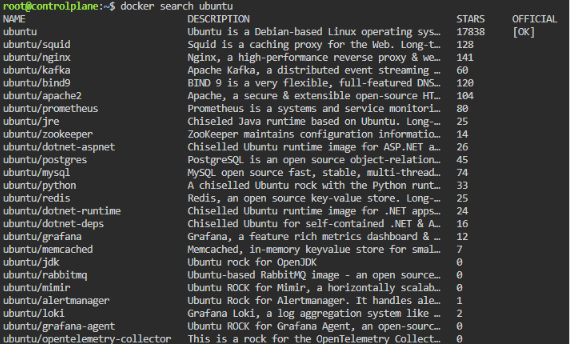 root@controlplane:~$ docker search ubuntu
NAME DESCRIPTION STARS OFFICIAL
ubuntu Ubuntu is a Debian-based Linux operating sys… 17838 [OK]
ubuntu/squid Squid is a caching proxy for the Web. Long-t… 128
ubuntu/nginx Nginx, a high-performance reverse proxy & we… 141
ubuntu/kafka Apache Kafka, a distributed event streaming … 60
ubuntu/bind9 BIND 9 is a very flexible, full-featured DNS… 120
ubuntu/apache2 Apache, a secure & extensible open-source HT… 104
ubuntu/prometheus Prometheus is a systems and service monitori… 80
ubuntu/jre Chiseled Java runtime based on Ubuntu. Long-… 25
ubuntu/zookeeper ZooKeeper maintains configuration informatio… 14
ubuntu/dotnet-aspnet Chiselled Ubuntu runtime image for ASP.NET a… 26
ubuntu/postgres PostgreSQL is an open source object-relation… 45
ubuntu/mysql MySQL open source fast, stable, multi-thread… 74
ubuntu/python A chiselled Ubuntu rock with the Python runt… 33
ubuntu/redis Redis, an open source key-value store. Long-… 25
ubuntu/dotnet-runtime Chiselled Ubuntu runtime image for .NET apps… 24
ubuntu/dotnet-deps Chiselled Ubuntu for self-contained .NET & A… 16
ubuntu/grafana Grafana, a feature rich metrics dashboard & … 12
ubuntu/memcached Memcached, in-memory keyvalue store for smal… 7
ubuntu/jdk Ubuntu rock for OpenJDK 0
ubuntu/rabbitmq Ubuntu-based RabbitMQ image - an open source… 0
ubuntu/mimir Ubuntu ROCK for Mimir, a horizontally scalab… 0
ubuntu/alertmanager Ubuntu Rock for Alertmanager. It handles ale… 1
ubuntu/loki Grafana Loki, a log aggregation system like … 2
ubuntu/grafana-agent Ubuntu ROCK for Grafana Agent, an open-sourc… 0
ubuntu/opentelemetry-collector This is a rock for the OpenTelemetry Collect… 0